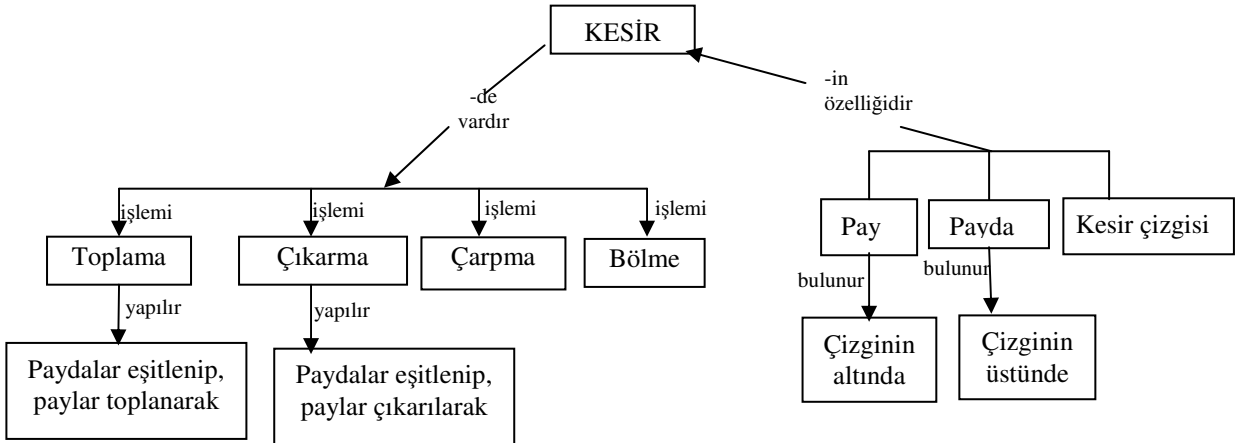 KESİR
-de
vardır
-in
özelliğidir
işlemi
işlemi
işlemi
işlemi
Toplama
Çıkarma
Çarpma
Bölme
Pay
Payda
Kesir çizgisi
yapılır
yapılır
bulunur
bulunur
Paydalar eşitlenip,
paylar toplanarak
Paydalar eşitlenip,
paylar çıkarılarak
Çizginin
altında
Çizginin
üstünde